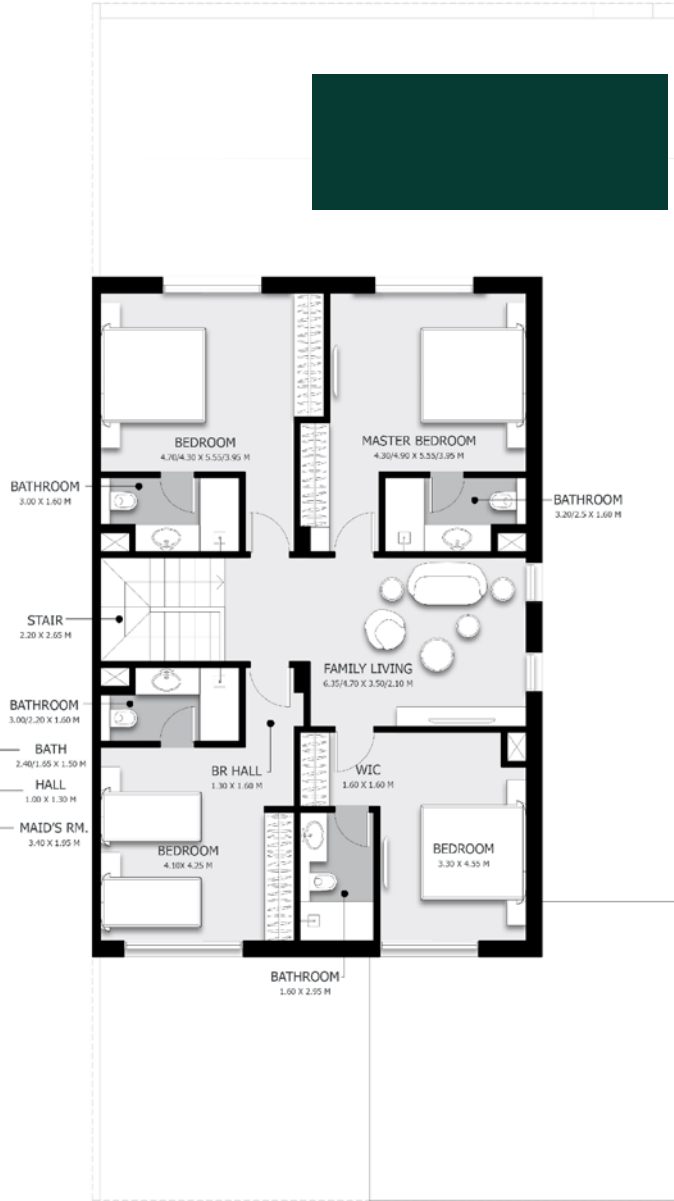 BEDROOM
4.70/4.30 X 5.55/3.95 M
MASTER BEDROOM
4.30/4.90 X 5.55/3.95 M
BATHROOM
3.00 X 1.60 M
BATHROOM
3.20/2.5 X 1.60 M
STAIR
2.20 X 2.65 M
FAMILY LIVING
6.35/4.70 X 3.50/2.10 M
BATHROOM
3.00/2.20 X 1.60 M
BATH
2.40/1.65 X 1.50 M
HALL
1.00 X 1.30 M
MAID'S RM.
3.40 X 1.95 M
BR HALL
1.30 X 1.60 M
WIC
1.60 X 1.60 M
BEDROOM
4.10X 4.25 M
BEDROOM
3.30 X 4.55 M
BATHROOM
1.60 X 2.95 M